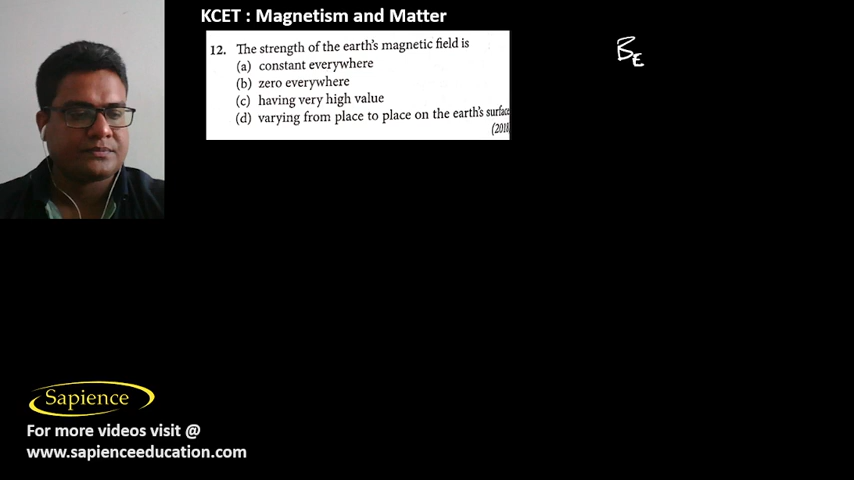 KCET : Magnetism and Matter
12. The strength of the earth's magnetic field is
(a) constant everywhere
(b) zero everywhere
(c) having very high value
(d) varying from place to place on the earth's surface
(2018
B_E
Sapience
For more videos visit @
www.sapienceeducation.com